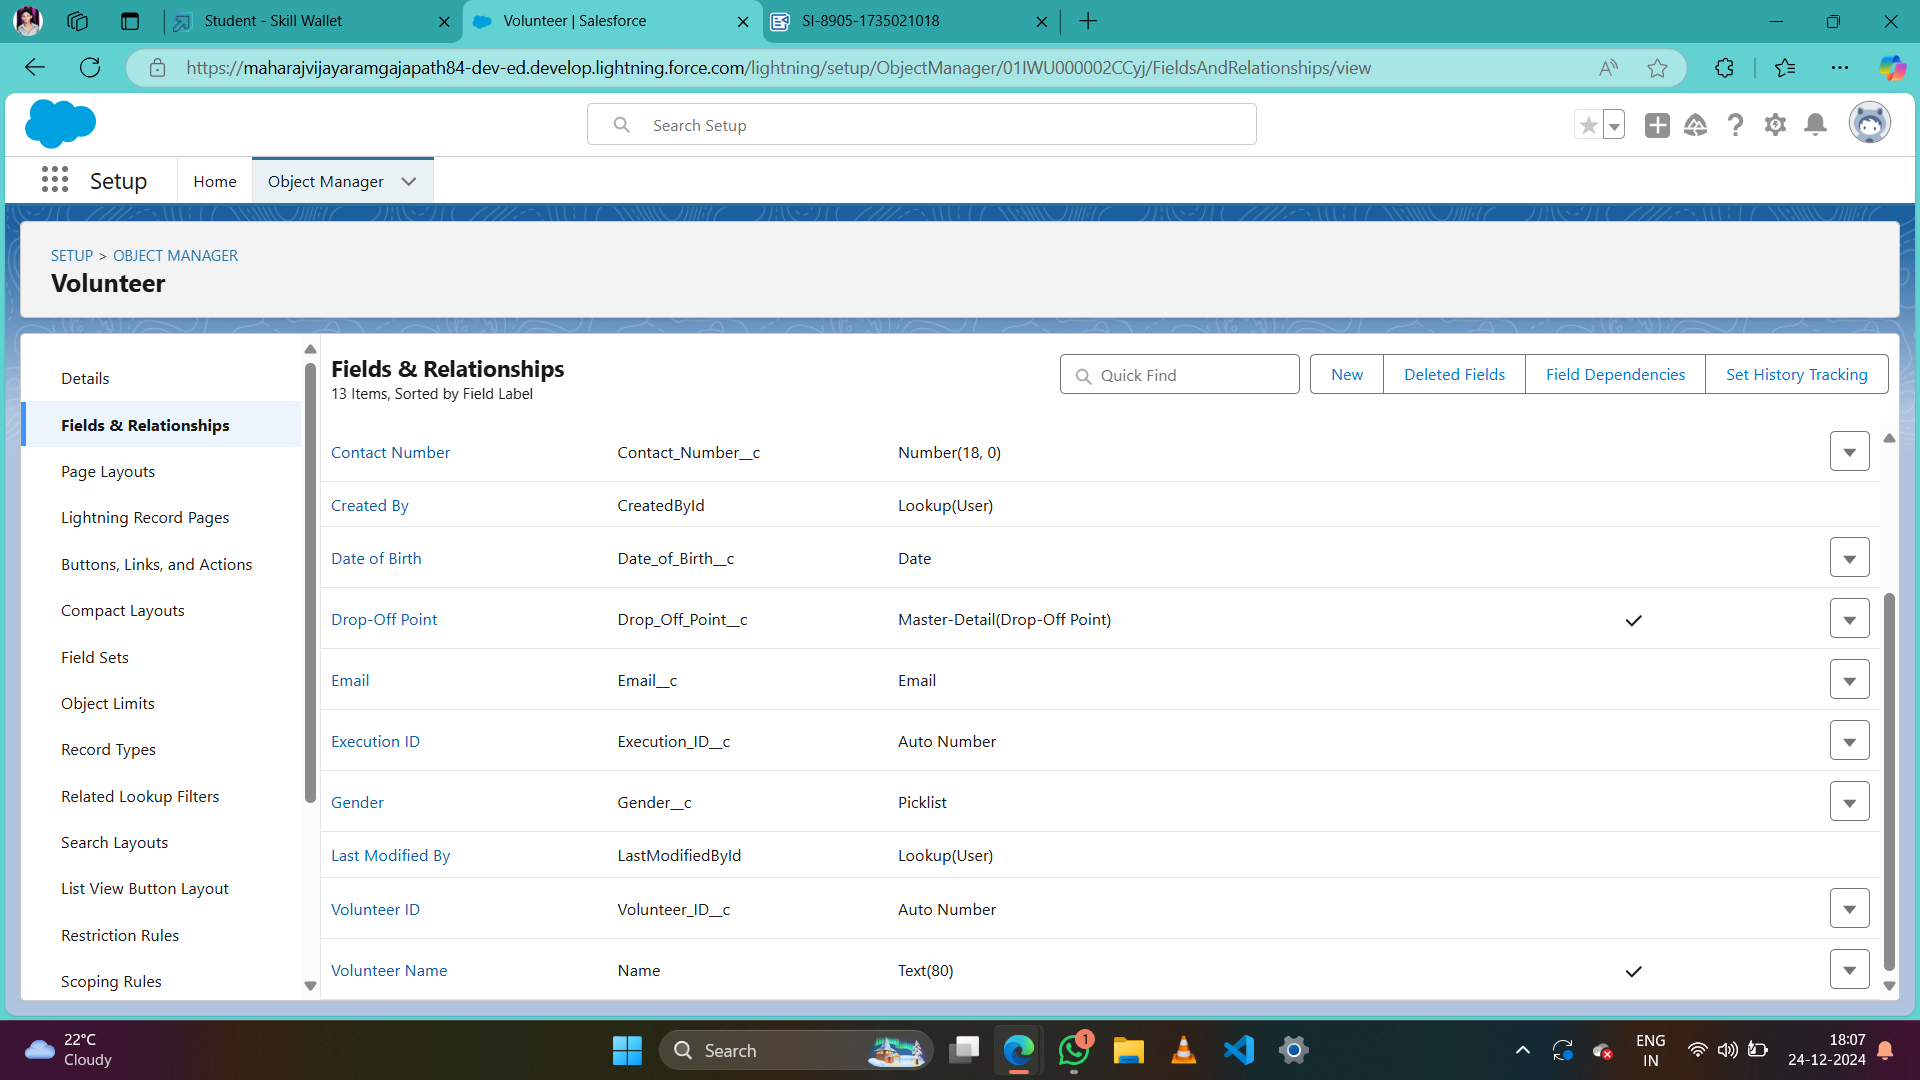 Student - Skill Wallet
Volunteer | Salesforce
SI-8905-1735021018
https://maharajvijayaramgajapath84-dev-ed.develop.lightning.force.com/lightning/setup/ObjectManager/01IWU000002CCyj/FieldsAndRelationships/view
Search Setup
Setup
Home
Object Manager
SETUP > OBJECT MANAGER
Volunteer
Details
Fields & Relationships
Page Layouts
Lightning Record Pages
Buttons, Links, and Actions
Compact Layouts
Field Sets
Object Limits
Record Types
Related Lookup Filters
Search Layouts
List View Button Layout
Restriction Rules
Scoping Rules
Fields & Relationships
13 Items, Sorted by Field Label
Quick Find
New
Deleted Fields
Field Dependencies
Set History Tracking
Contact Number Contact_Number__c Number(18, 0)
Created By CreatedById Lookup(User)
Date of Birth Date_of_Birth__c Date
Drop-Off Point Drop_Off_Point__c Master-Detail(Drop-Off Point)
Email Email__c Email
Execution ID Execution_ID__c Auto Number
Gender Gender__c Picklist
Last Modified By LastModifiedById Lookup(User)
Volunteer ID Volunteer_ID__c Auto Number
Volunteer Name Name Text(80)
22°C
Cloudy
Search
1
ENG
IN
18:07
24-12-2024